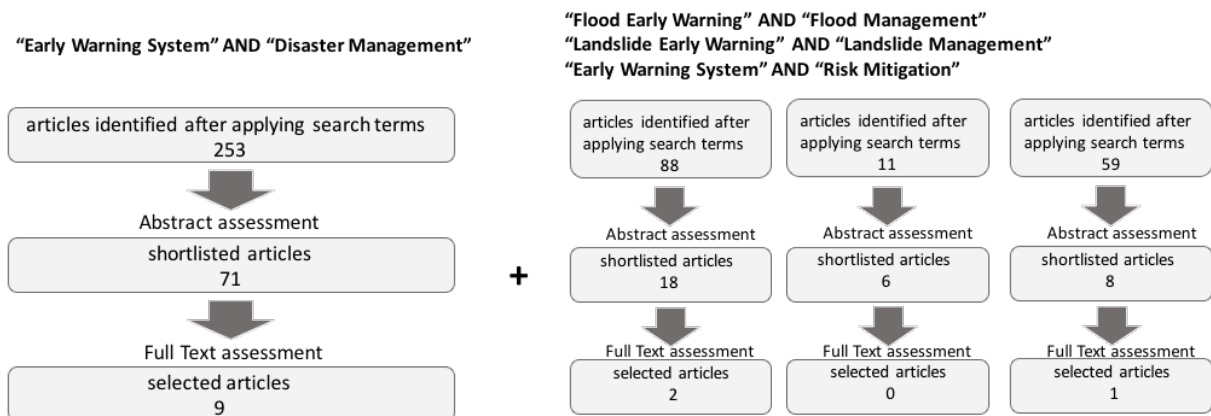 “Early Warning System” AND “Disaster Management”
articles identified after applying search terms
253
Abstract assessment
shortlisted articles
71
Full Text assessment
selected articles
9
+
“Flood Early Warning” AND “Flood Management”
“Landslide Early Warning” AND “Landslide Management”
“Early Warning System” AND “Risk Mitigation”
articles identified after
applying search terms
88
Abstract assessment
shortlisted articles
18
Full Text assessment
selected articles
2
articles identified after
applying search terms
11
Abstract assessment
shortlisted articles
6
Full Text assessment
selected articles
0
articles identified after
applying search terms
59
Abstract assessment
shortlisted articles
8
Full Text assessment
selected articles
1